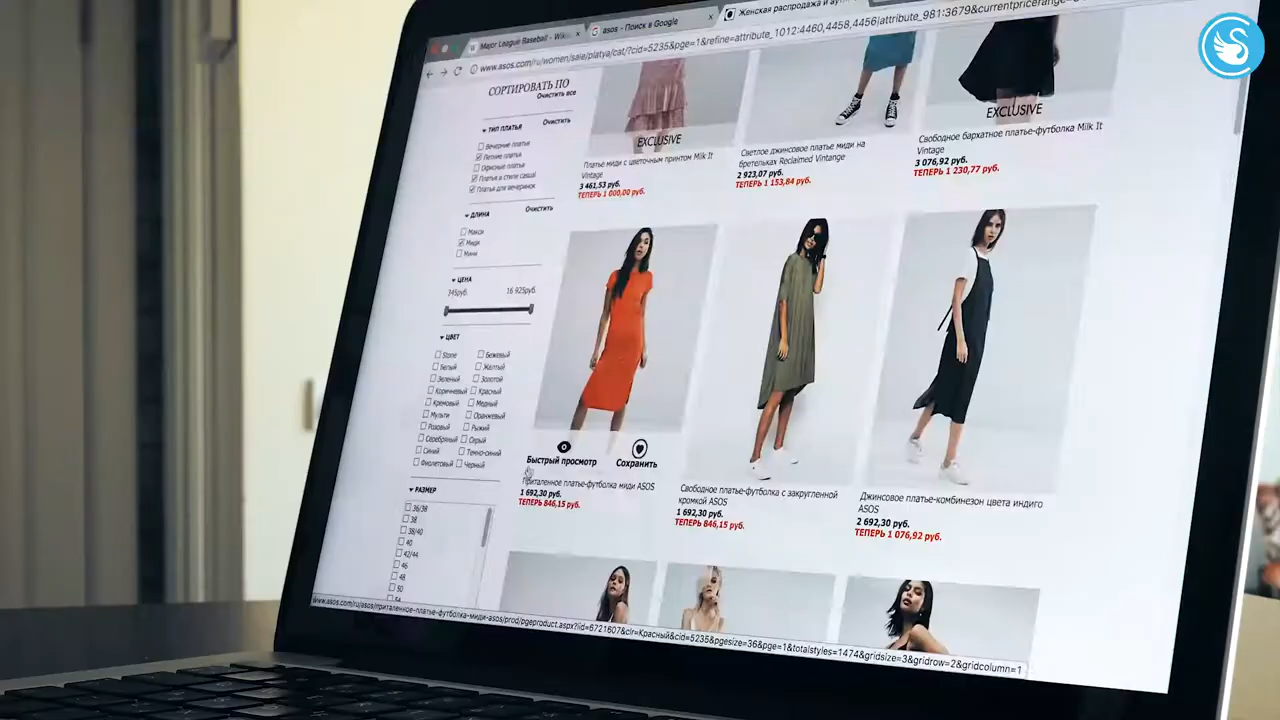 Major League Baseball - Wiki
asos - Поиск в Google
Женская распродажа и аут
www.asos.com/ru/women/sale/platya/cat/?cid=5235&pge=1&refine=attribute_1012:4460,4458,4456|attribute_981:3679&currentpricerange=
СОРТИРОВАТЬ ПО
Очистить все
ТИП ПЛАТЬЯ
Очистить
Вечерние платья
Летние платья
Офисные платья
Платья в стиле casual
Платья для вечеринок
ДЛИНА
Очистить
Макси
Миди
Мини
ЦЕНА
345руб.
16 925руб.
ЦВЕТ
Stone
Бежевый
Белый
Желтый
Зеленый
Золотой
Коричневый
Красный
Кремовый
Медный
Мульти
Оранжевый
Розовый
Рыжий
Серебряный
Серый
Синий
Темно-синий
Фиолетовый
Черный
РАЗМЕР
36/38
38
38/40
40
42/44
46
48
50
EXCLUSIVE
Платье миди с цветочным принтом Milk It
Vintage
3 461,53 руб.
ТЕПЕРЬ 1 000,00 руб.
Светлое джинсовое платье миди на
бретельках Reclaimed Vintange
2 923,07 руб.
ТЕПЕРЬ 1 153,84 руб.
EXCLUSIVE
Свободное бархатное платье-футболка Milk It
Vintage
3 076,92 руб.
ТЕПЕРЬ 1 230,77 руб.
Быстрый просмотр
Сохранить
Приталенное платье-футболка миди ASOS
1 692,30 руб.
ТЕПЕРЬ 846,15 руб.
Свободное платье-футболка с закругленной
кромкой ASOS
1 692,30 руб.
ТЕПЕРЬ 846,15 руб.
Джинсовое платье-комбинезон цвета индиго
ASOS
2 692,30 руб.
ТЕПЕРЬ 1 076,92 руб.
www.asos.com/ru/asos/приталенное-платье-футболка-миди-asos/prod/pgeproduct.aspx?iid=6721607&clr=Красный&cid=5235&pgesize=36&pge=1&totalstyles=1474&gridsize=3&gridrow=2&gridcolumn=1